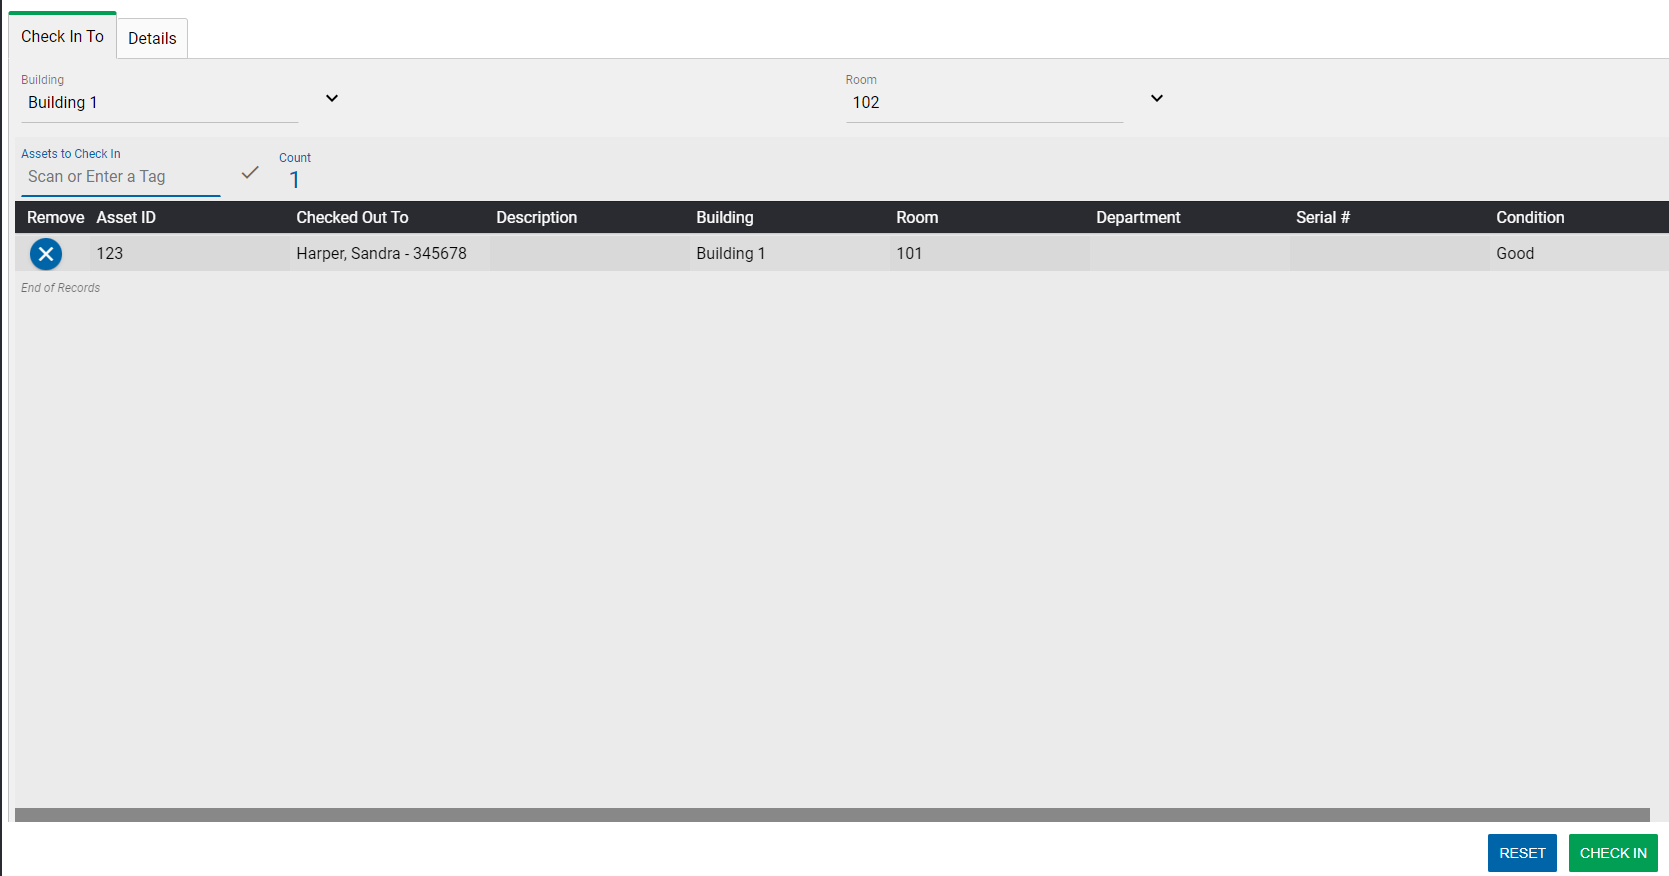 Check In To Details
Building Room
Building 1 102
Assets to Check In Count
Scan or Enter a Tag 1
Remove Asset ID Checked Out To Description Building Room Department Serial # Condition
123 Harper, Sandra - 345678 Building 1 101 Good
End of Records
RESET CHECK IN